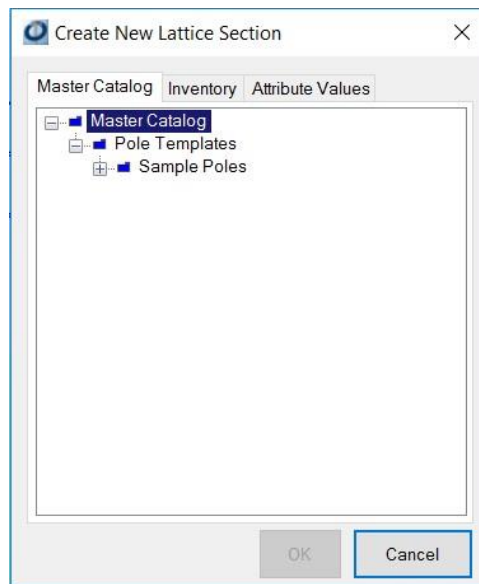 Create New Lattice Section
Master Catalog Inventory Attribute Values
Master Catalog
Pole Templates
Sample Poles
OK Cancel